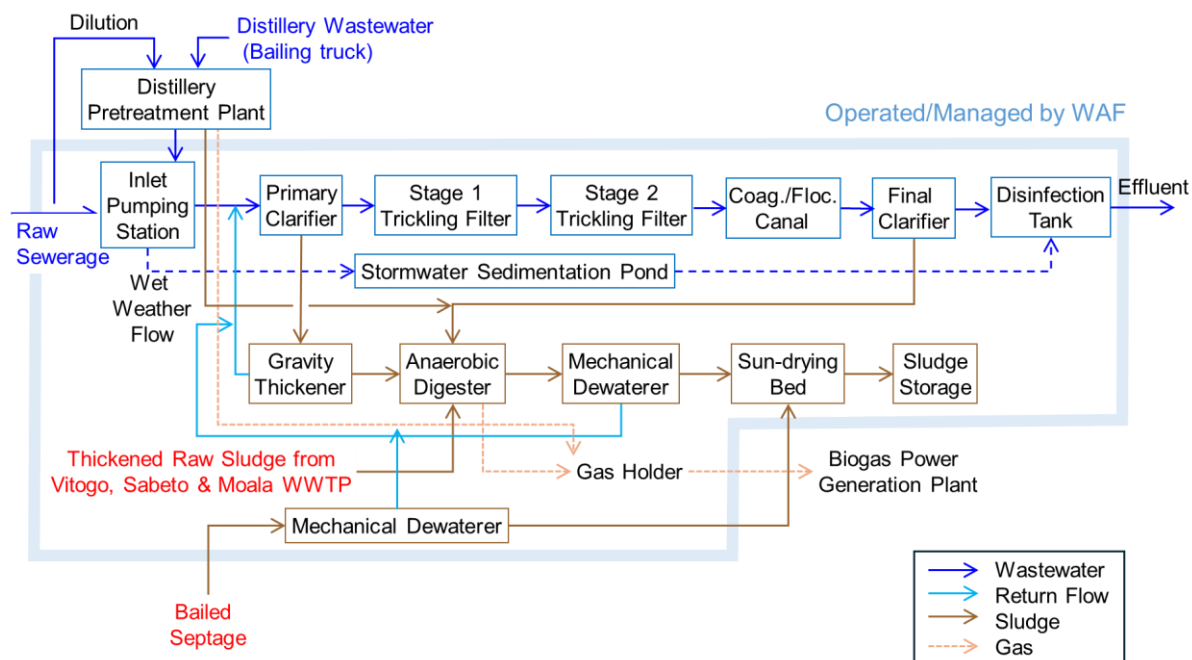 Dilution
Distillery Wastewater
(Bailing truck)
Distillery
Pretreatment Plant
Operated/Managed by WAF
Inlet
Pumping
Station
Primary
Clarifier
Stage 1
Trickling Filter
Stage 2
Trickling Filter
Coag./Floc.
Canal
Final
Clarifier
Disinfection
Tank
Effluent
Raw
Sewerage
Stormwater Sedimentation Pond
Wet
Weather
Flow
Gravity
Thickener
Anaerobic
Digester
Mechanical
Dewaterer
Sun-drying
Bed
Sludge
Storage
Thickened Raw Sludge from
Vitogo, Sabeto & Moala WWTP
Gas Holder
Biogas Power
Generation Plant
Mechanical Dewaterer
Bailed
Septage
Wastewater
Return Flow
Sludge
Gas